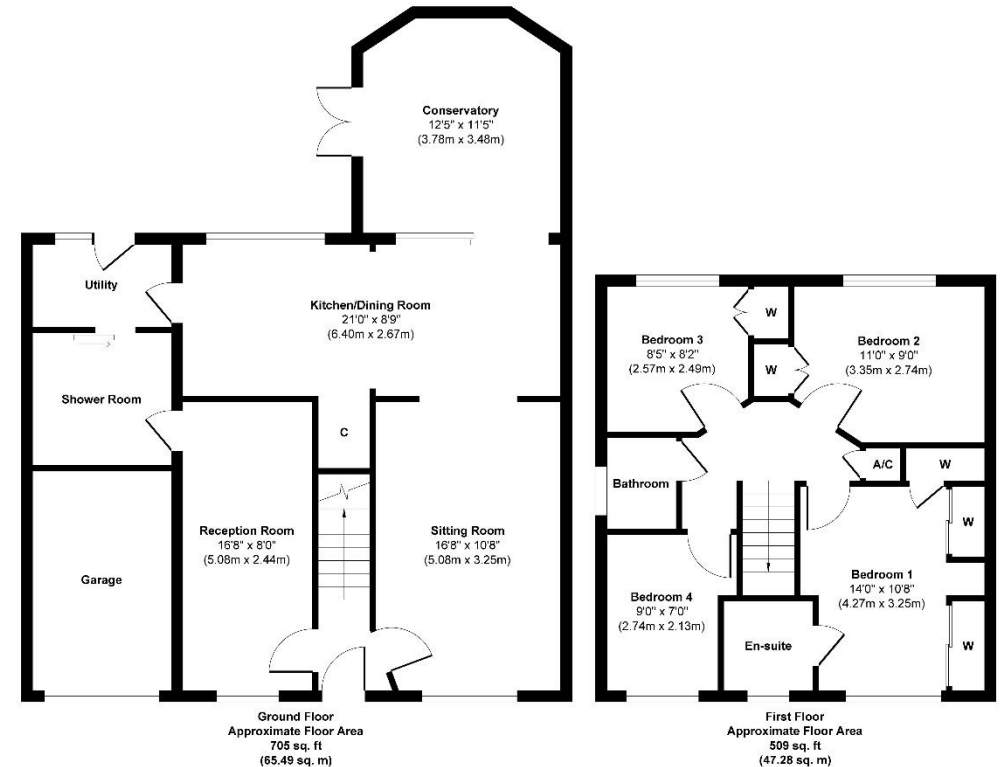 Conservatory
12'5" x 11'5"
(3.78m x 3.48m)
Utility
Kitchen/Dining Room
21'0" x 8'9"
(6.40m x 2.67m)
Shower Room
C
Reception Room
16'8" x 8'0"
(5.08m x 2.44m)
Sitting Room
16'8" x 10'8"
(5.08m x 3.25m)
Garage
Ground Floor
Approximate Floor Area
705 sq. ft
(65.49 sq. m)
W
Bedroom 3
8'5" x 8'2"
(2.57m x 2.49m)
Bedroom 2
11'0" x 9'0"
(3.35m x 2.74m)
W
A/C
W
Bathroom
W
Bedroom 1
14'0" x 10'8"
(4.27m x 3.25m)
Bedroom 4
9'0" x 7'0"
(2.74m x 2.13m)
En-suite
W
First Floor
Approximate Floor Area
509 sq. ft
(47.28 sq. m)